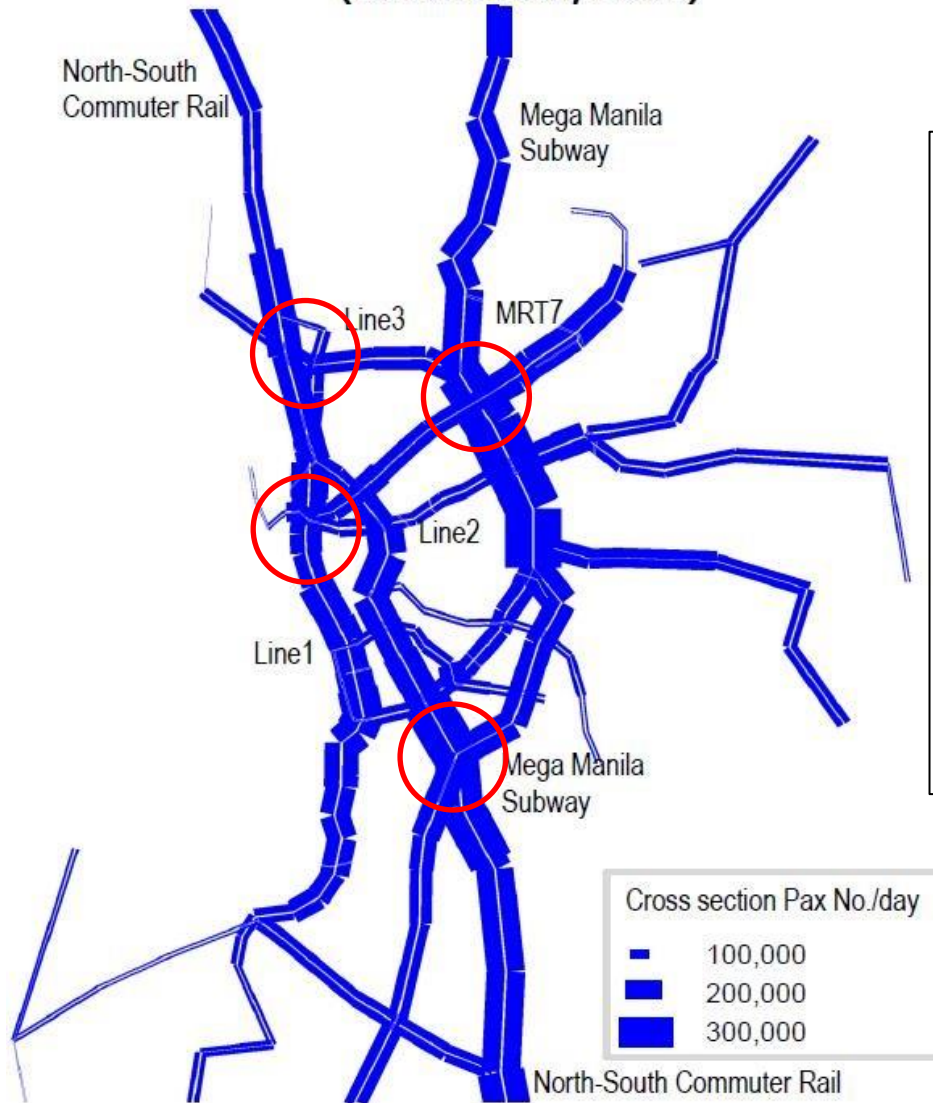 North-South
Commuter Rail
Mega Manila
Subway
Line3
MRT7
Line2
Line1
Mega Manila
Subway
Cross section Pax No./day
100,000
200,000
300,000
North-South Commuter Rail